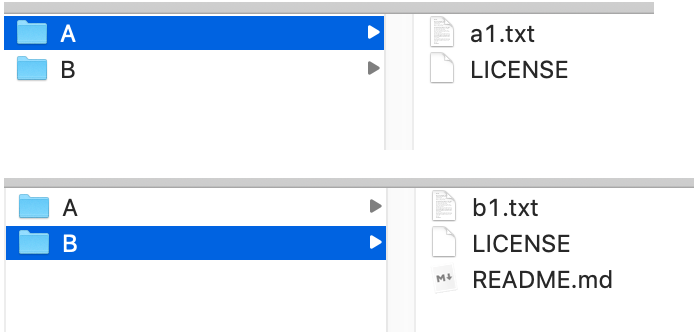 A
B
a1.txt
LICENSE
A
B
b1.txt
LICENSE
M↓
README.md